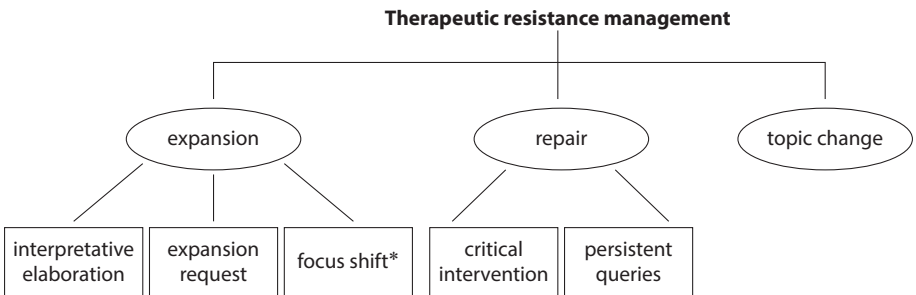 Therapeutic resistance management
expansion
repair
topic change
interpretative
elaboration
expansion
request
focus shift*
critical
intervention
persistent
queries